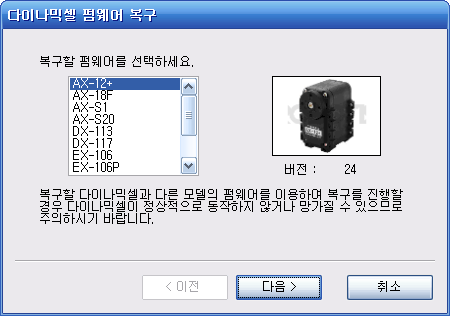 다이나믹셀 펌웨어 복구
복구할 펌웨어를 선택하세요.
AX-12+
AX-18F
AX-S1
AX-S20
DX-113
DX-117
EX-106
EX-106P
버전 : 24
복구할 다이나믹셀과 다른 모델의 펌웨어를 이용하며 복구를 진행할
경우 다이나믹셀이 정상적으로 동작하지 않거나 망가질 수 있으므로
주의하시기 바랍니다.
< 이전
다음 >
취소